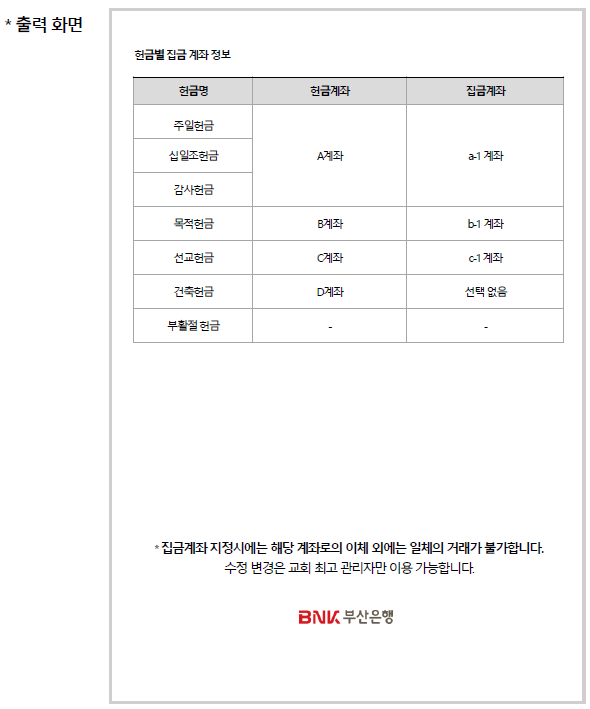 * 출력 화면
헌금별 집금 계좌 정보
헌금명 헌금계좌 집금계좌
주일헌금
십일조헌금 A계좌 a-1 계좌
감사헌금
목적헌금 B계좌 b-1 계좌
선교헌금 C계좌 c-1 계좌
건축헌금 D계좌 선택 없음
부활절 헌금 - -
* 집금계좌 지정시에는 해당 계좌로의 이체 외에는 일체의 거래가 불가합니다.
수정 변경은 교회 최고 관리자만 이용 가능합니다.
BNK 부산은행